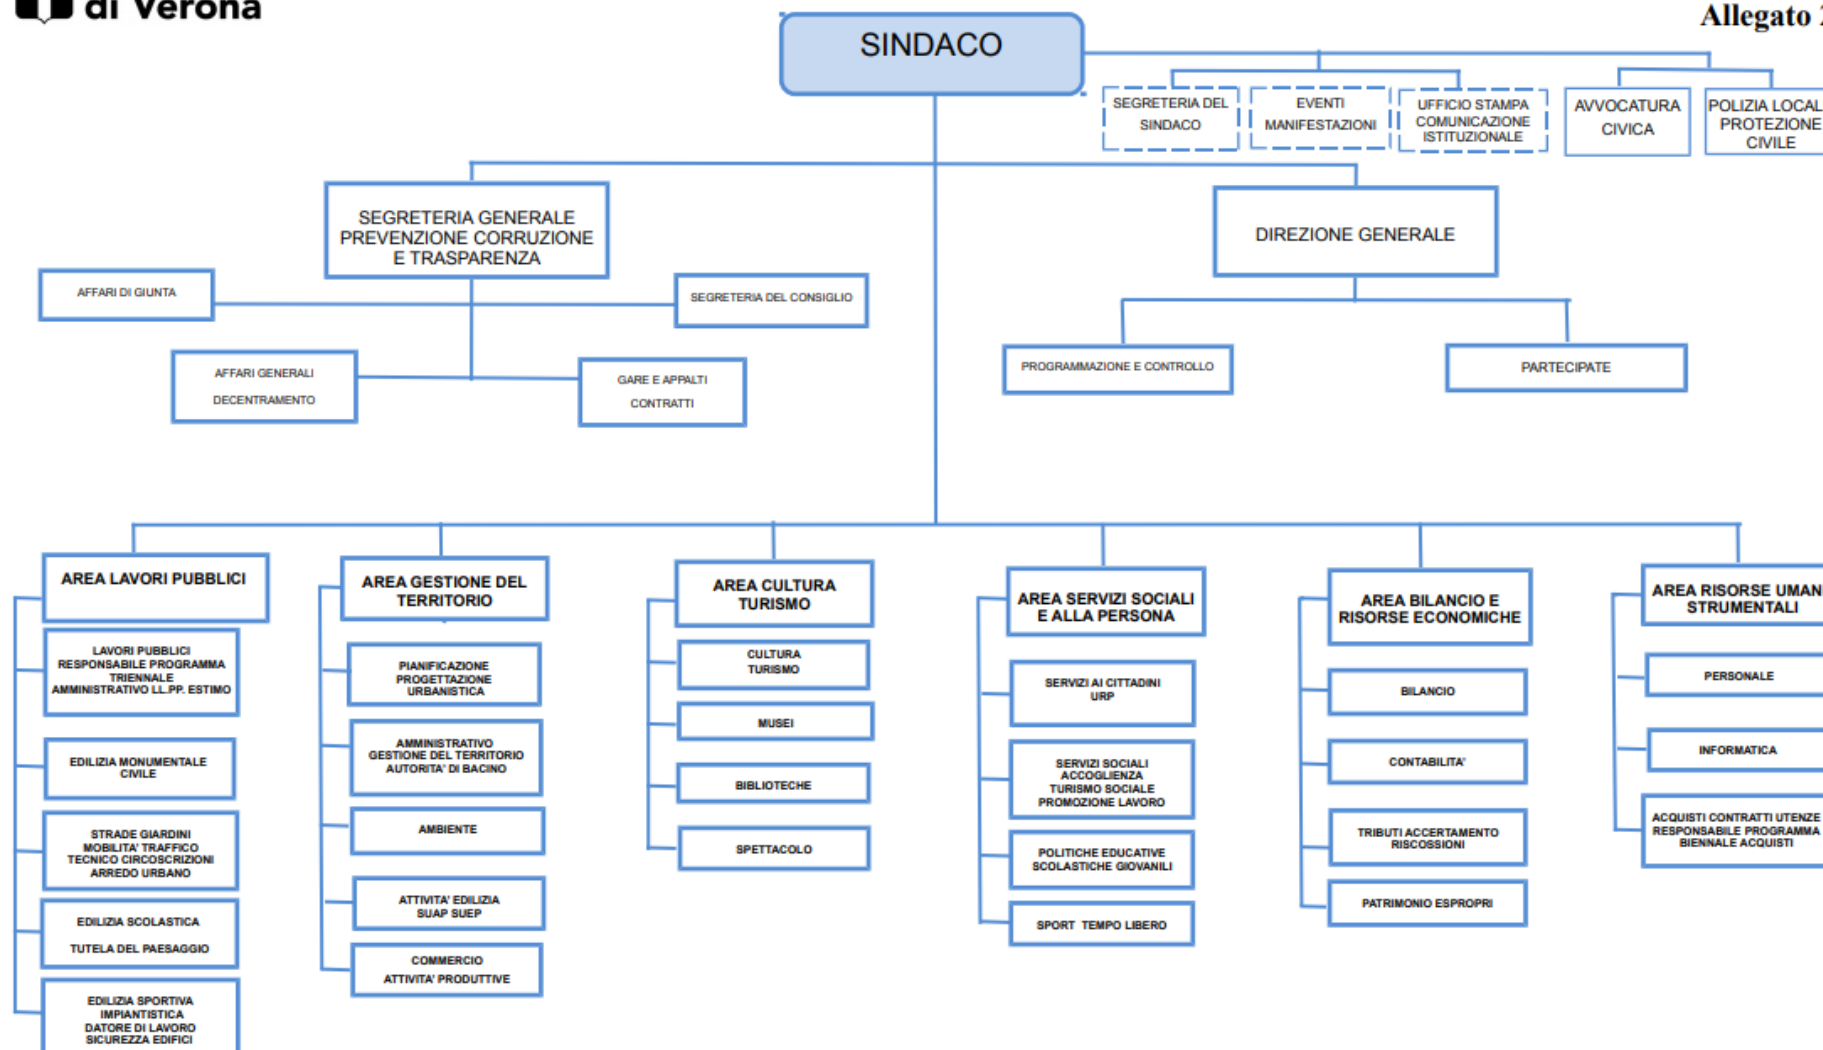 di Verona
Allegato 2
SINDACO
SEGRETERIA DEL
SINDACO
EVENTI
MANIFESTAZIONI
UFFICIO STAMPA
COMUNICAZIONE
ISTITUZIONALE
AVVOCATURA
CIVICA
POLIZIA LOCAL
PROTEZIONE
CIVILE
SEGRETERIA GENERALE
PREVENZIONE CORRUZIONE
E TRASPARENZA
DIREZIONE GENERALE
AFFARI DI GIUNTA
SEGRETERIA DEL CONSIGLIO
AFFARI GENERALI
DECENTRAMENTO
GARE E APPALTI
CONTRATTI
PROGRAMMAZIONE E CONTROLLO
PARTECIPATE
AREA LAVORI PUBBLICI
LAVORI PUBBLICI
RESPONSABILE PROGRAMMA
TRIENNALE
AMMINISTRATIVO LL.PP. ESTIMO
EDILIZIA MONUMENTALE
CIVILE
STRADE GIARDINI
MOBILITA' TRAFFICO
TECNICO CIRCOSCRIZIONI
ARREDO URBANO
EDILIZIA SCOLASTICA
TUTELA DEL PAESAGGIO
EDILIZIA SPORTIVA
IMPIANTISTICA
DATORE DI LAVORO
SICUREZZA EDIFICI
AREA GESTIONE DEL
TERRITORIO
PIANIFICAZIONE
PROGETTAZIONE
URBANISTICA
AMMINISTRATIVO
GESTIONE DEL TERRITORIO
AUTORITA' DI BACINO
AMBIENTE
ATTIVITA' EDILIZIA
SUAP SUEP
COMMERCIO
ATTIVITA' PRODUTTIVE
AREA CULTURA
TURISMO
CULTURA
TURISMO
MUSEI
BIBLIOTECHE
SPETTACOLO
AREA SERVIZI SOCIALI
E ALLA PERSONA
SERVIZI AI CITTADINI
URP
SERVIZI SOCIALI
ACCOGLIENZA
TURISMO SOCIALE
PROMOZIONE LAVORO
POLITICHE EDUCATIVE
SCOLASTICHE GIOVANILI
SPORT TEMPO LIBERO
AREA BILANCIO E
RISORSE ECONOMICHE
BILANCIO
CONTABILITA'
TRIBUTI ACCERTAMENTO
RISCOSSIONI
PATRIMONIO ESPROPRI
AREA RISORSE UMAN
STRUMENTALI
PERSONALE
INFORMATICA
ACQUISTI CONTRATTI UTENZE
RESPONSABILE PROGRAMMA
BIENNALE ACQUISTI